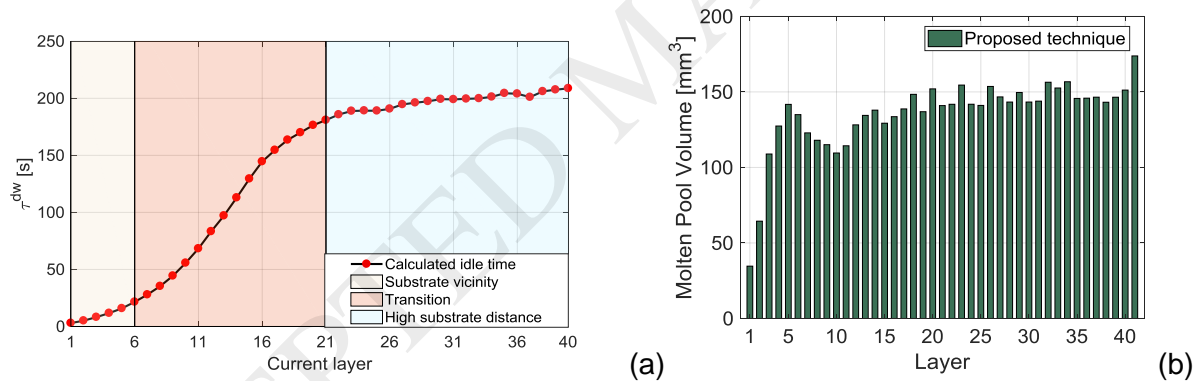 250
200
150
100
50
0
τ^dw [s]
1 6 11 16 21 26 31 36 40
Current layer
Calculated idle time
Substrate vicinity
Transition
High substrate distance
(a)
200
150
100
50
0
Molten Pool Volume [mm³]
1 5 10 15 20 25 30 35 40
Layer
Proposed technique
(b)
PTED MA